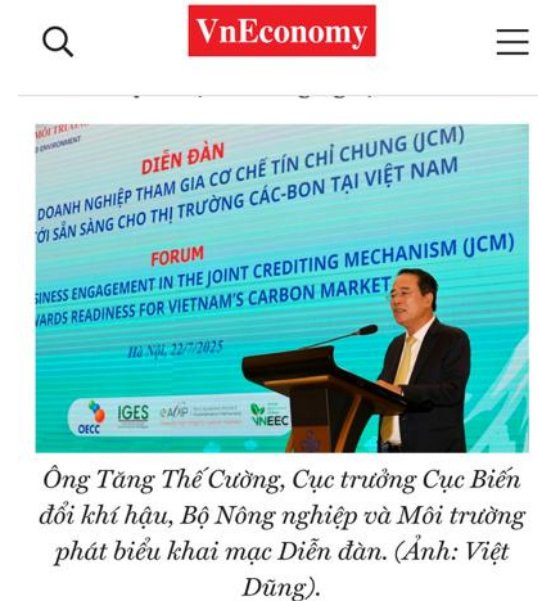 VnEconomy
DIỄN ĐÀN
DOANH NGHIỆP THAM GIA CƠ CHẾ TÍN CHỈ CHUNG (JCM)
TỚI SẴN SÀNG CHO THỊ TRƯỜNG CÁC-BON TẠI VIỆT NAM
FORUM
ENGAGEMENT IN THE JOINT CREDITING MECHANISM (JCM)
READINESS FOR VIETNAM'S CARBON MARKET
Hà Nội, 22/7/2025
OECC
IGES
VNEEC
Ông Tăng Thế Cường, Cục trưởng Cục Biến
đổi khí hậu, Bộ Nông nghiệp và Môi trường
phát biểu khai mạc Diễn đàn. (Ảnh: Việt
Dũng).